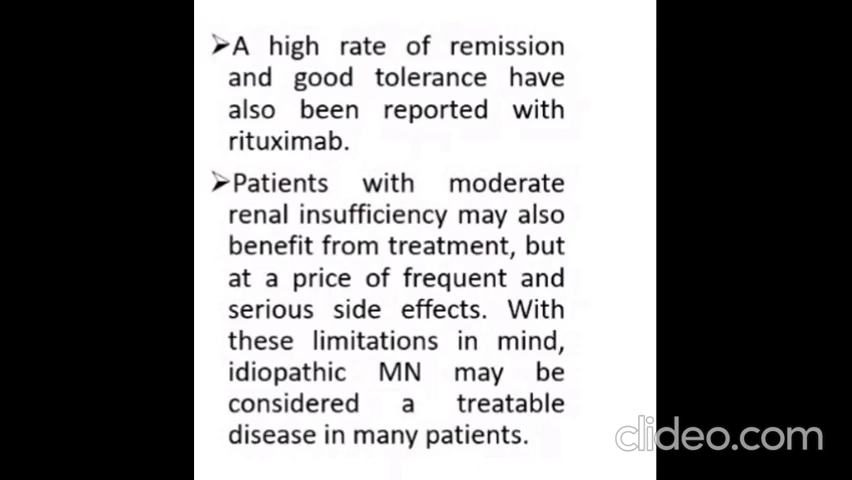 ➢A high rate of remission
and good tolerance have
also been reported with
rituximab.
➢Patients with moderate
renal insufficiency may also
benefit from treatment, but
at a price of frequent and
serious side effects. With
these limitations in mind,
idiopathic MN may be
considered a treatable
disease in many patients.
clideo.com